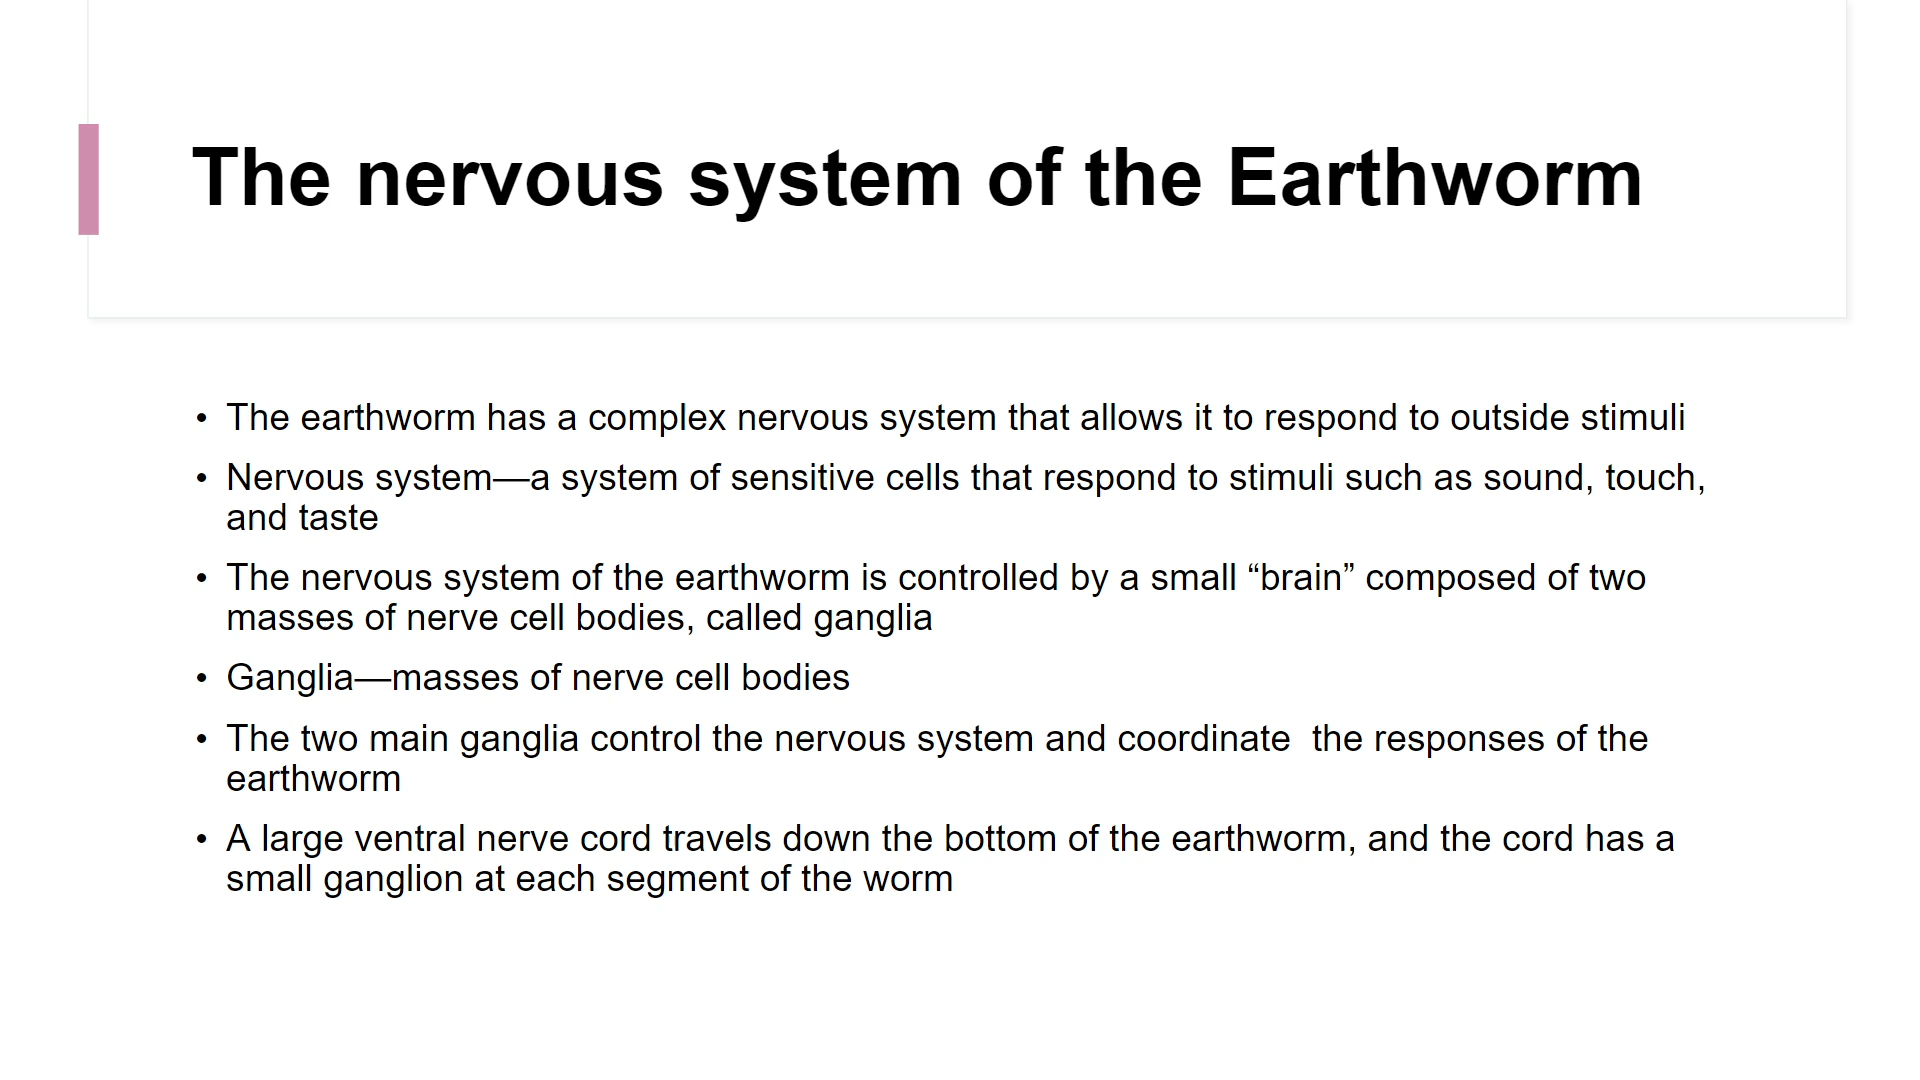 The nervous system of the Earthworm
• The earthworm has a complex nervous system that allows it to respond to outside stimuli
• Nervous system—a system of sensitive cells that respond to stimuli such as sound, touch,
and taste
• The nervous system of the earthworm is controlled by a small “brain” composed of two
masses of nerve cell bodies, called ganglia
• Ganglia—masses of nerve cell bodies
• The two main ganglia control the nervous system and coordinate  the responses of the
earthworm
• A large ventral nerve cord travels down the bottom of the earthworm, and the cord has a
small ganglion at each segment of the worm